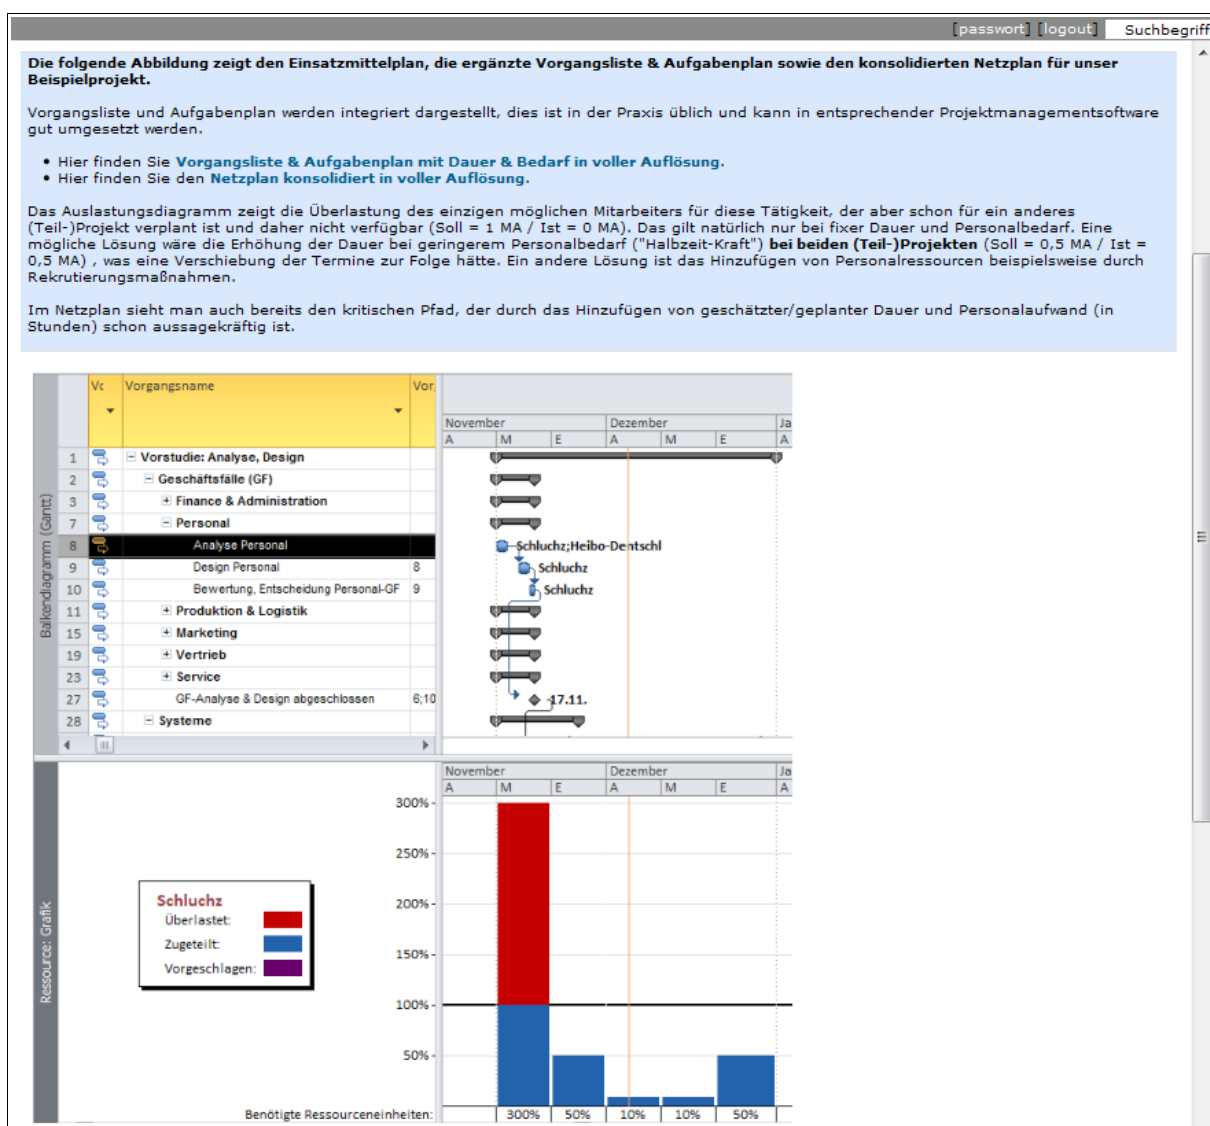 [passwort] [logout] Suchbegriff
Die folgende Abbildung zeigt den Einsatzmittelplan, die ergänzte Vorgangsliste & Aufgabenplan sowie den konsolidierten Netzplan für unser
Beispielprojekt.
Vorgangsliste und Aufgabenplan werden integriert dargestellt, dies ist in der Praxis üblich und kann in entsprechender Projektmanagementsoftware
gut umgesetzt werden.
• Hier finden Sie Vorgangsliste & Aufgabenplan mit Dauer & Bedarf in voller Auflösung.
• Hier finden Sie den Netzplan konsolidiert in voller Auflösung.
Das Auslastungsdiagramm zeigt die Überlastung des einzigen möglichen Mitarbeiters für diese Tätigkeit, der aber schon für ein anderes
(Teil-)Projekt verplant ist und daher nicht verfügbar (Soll = 1 MA / Ist = 0 MA). Das gilt natürlich nur bei fixer Dauer und Personalbedarf. Eine
mögliche Lösung wäre die Erhöhung der Dauer bei geringerem Personalbedarf ("Halbzeit-Kraft") bei beiden (Teil-)Projekten (Soll = 0,5 MA / Ist =
0,5 MA) , was eine Verschiebung der Termine zur Folge hätte. Ein andere Lösung ist das Hinzufügen von Personalressourcen beispielsweise durch
Rekrutierungsmaßnahmen.
Im Netzplan sieht man auch bereits den kritischen Pfad, der durch das Hinzufügen von geschätzter/geplanter Dauer und Personalaufwand (in
Stunden) schon aussagekräftig ist.
Balkendiagramm (Gantt)
Vc Vorgangsname Vor
November Dezember Ja
A M E A M E A
1 Vorstudie: Analyse, Design
2 Geschäftsfälle (GF)
3 Finance & Administration
7 Personal
8 Analyse Personal Schluchz;Heibo-Dentschl
9 Design Personal 8 Schluchz
10 Bewertung, Entscheidung Personal-GF 9 Schluchz
11 Produktion & Logistik
15 Marketing
19 Vertrieb
23 Service
27 GF-Analyse & Design abgeschlossen 6;10 17.11.
28 Systeme
Ressource: Grafik
November Dezember Ja
A M E A M E A
300%
250%
200%
150%
100%
50%
Schluchz
Überlastet:
Zugeteilt:
Vorgeschlagen:
Benötigte Ressourceneinheiten: 300% 50% 10% 10% 50%